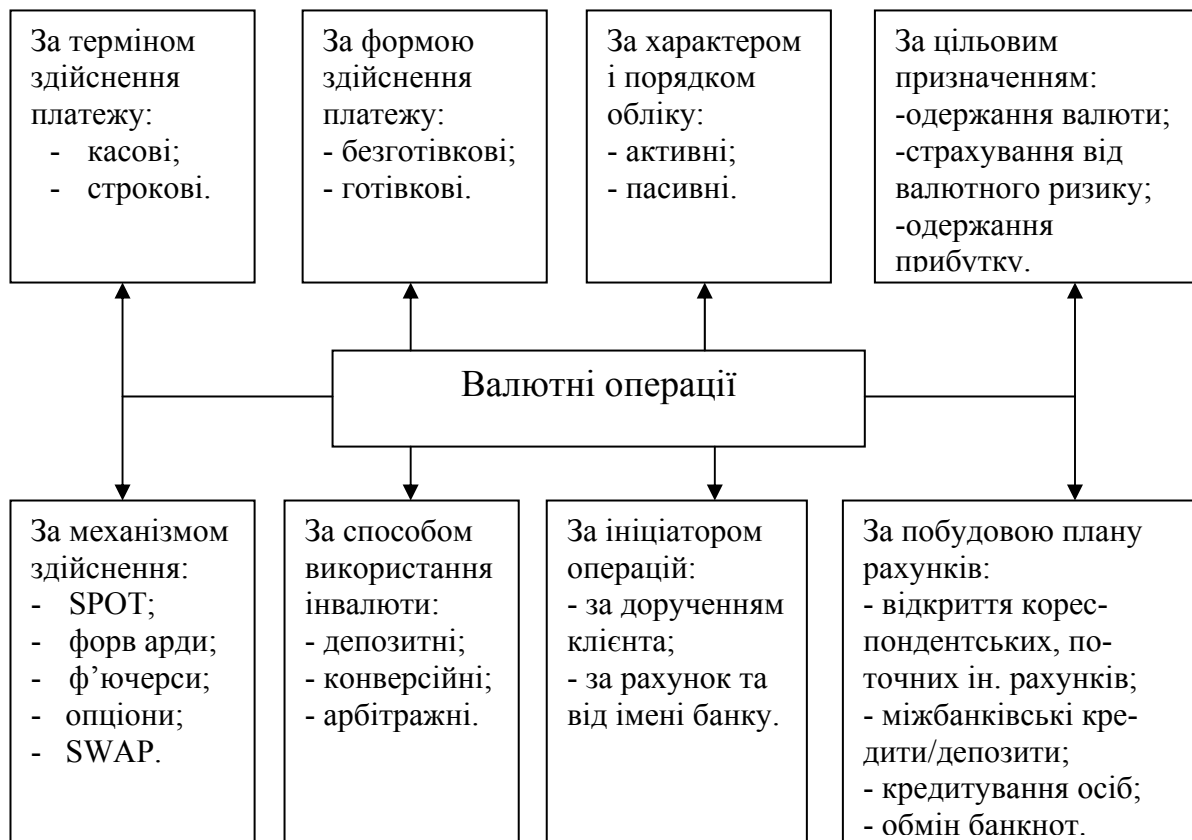 За терміном
здійснення
платежу:
- касові;
- строкові.
За формою
здійснення
платежу:
- безготівкові;
- готівкові.
За характером
і порядком
обліку:
- активні;
- пасивні.
За цільовим
призначенням:
-одержання валюти;
-страхування від
валютного ризику;
-одержання
прибутку.
Валютні операції
За механізмом
здійснення:
- SPOT;
- форв арди;
- ф’ючерси;
- опціони;
- SWAP.
За способом
використання
інвалюти:
- депозитні;
- конверсійні;
- арбітражні.
За ініціатором
операцій:
- за дорученням
клієнта;
- за рахунок та
від імені банку.
За побудовою плану
рахунків:
- відкриття корес-
пондентських, по-
точних ін. рахунків;
- міжбанківські кре-
дити/депозити;
- кредитування осіб;
- обмін банкнот.